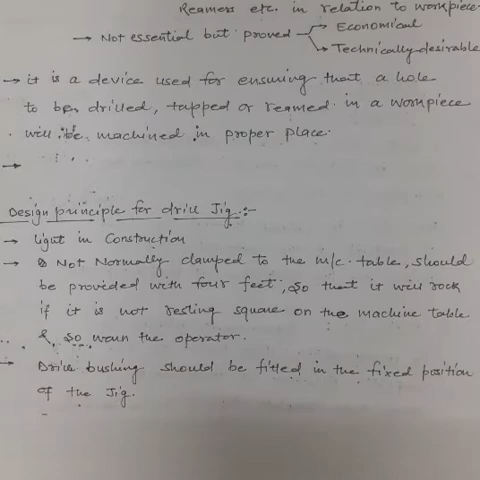 Reamers etc. in relation to workpiece.
→ Not essential but proved → Economical
→ Technically desirable
→ it is a device used for ensuring that a hole
to be drilled, tapped or reamed in a workpiece
will be machined in proper place.
→
Design principle for drill Jig :-
→ Light in Construction
→ Not Normally clamped to the m/c table, should
be provided with four feet, so that it will rock
if it is not resting square on the machine table
& so warn the operator.
→ Drill bushing should be fitted in the fixed position
of the Jig.